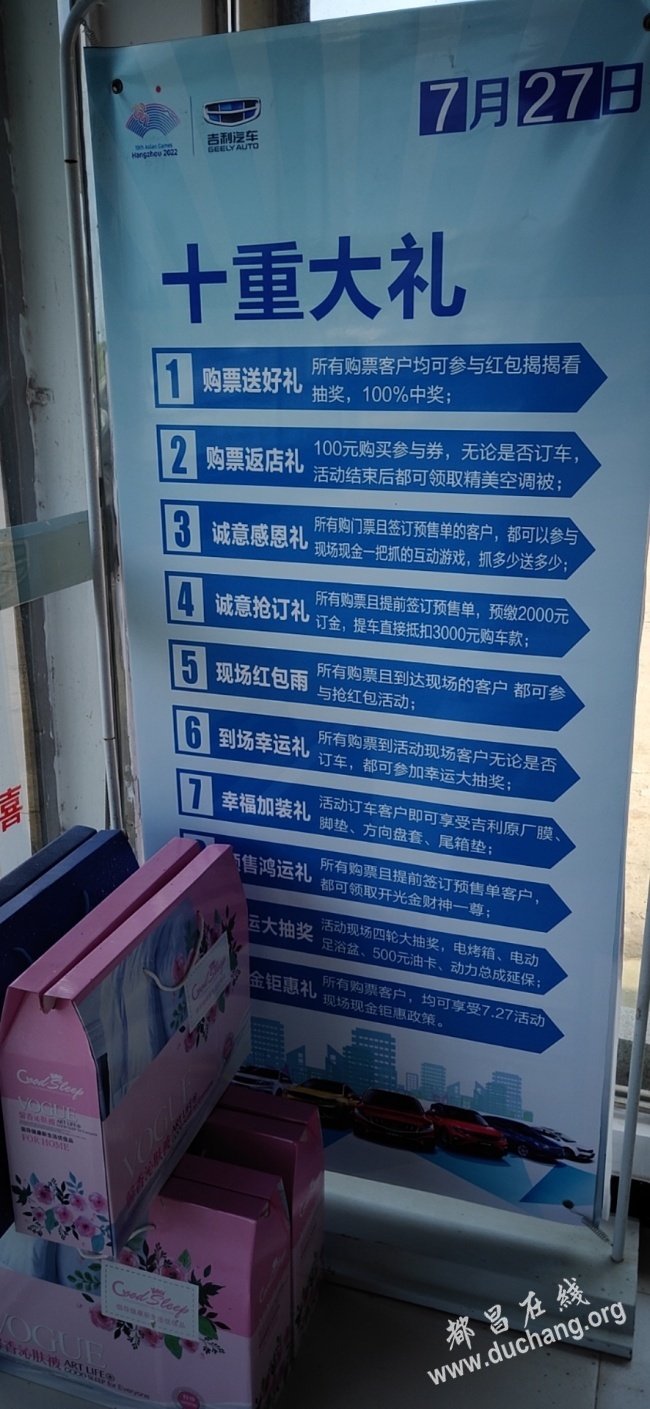 7月27日
19th Asian Games
Hangzhou 2022
吉利汽车
GEELY AUTO
十重大礼
1 购票送好礼 所有购票客户均可参与红包揭揭看
抽奖，100%中奖；
2 购票返店礼 100元购买参与券，无论是否订车，
活动结束后都可领取精美空调被；
3 诚意感恩礼 所有购门票且签订预售单的客户，都可以参与
现场现金一把抓的互动游戏，抓多少送多少；
4 诚意抢订礼 所有购票且提前签订预售单，预缴2000元
订金，提车直接抵扣3000元购车款；
5 现场红包雨 所有购票且到达现场的客户 都可参
与抢红包活动；
6 到场幸运礼 所有购票到活动现场客户无论是否
订车，都可参加幸运大抽奖；
7 幸福加装礼 活动订车客户即可享受吉利原厂膜、
脚垫、方向盘套、尾箱垫；
售鸿运礼 所有购票且提前签订预售单客户，
都可领取开光金财神一尊；
运大抽奖 活动现场四轮大抽奖，电烤箱、电动
足浴盆、500元油卡、动力总成延保；
金钜惠礼 所有购票客户，均可享受7.27活动
现场现金钜惠政策。
喜
Good Sleep
VOGUE
ART LIFE
FOR HOME
Good Sleep
Good Sleep
VOGUE
ART LIFE
GOOD SLEEP for Everyone
都昌在线
www.duchang.org